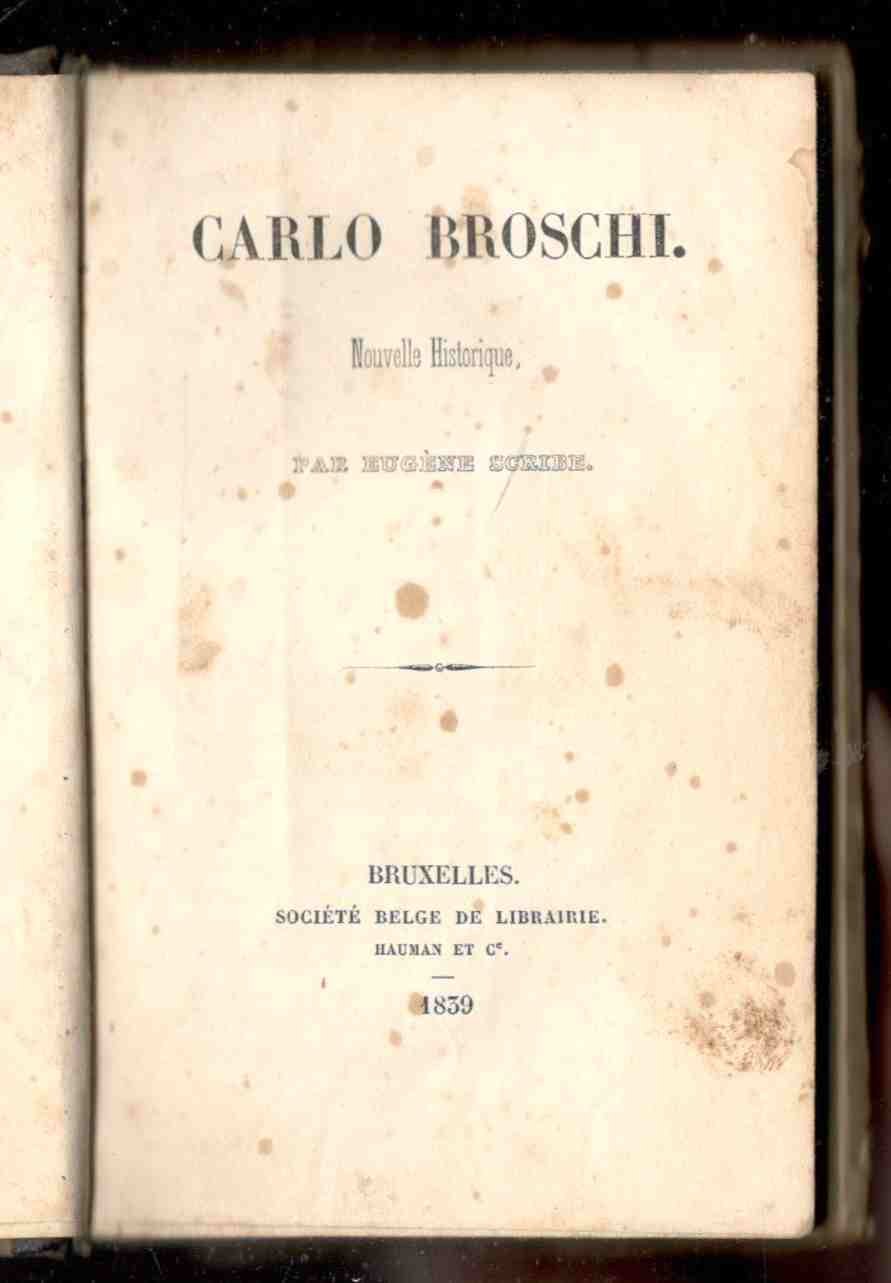 CARLO BROSCHI.
Nouvelle Historique,
PAR EUGÈNE SCRIBE.
BRUXELLES.
SOCIÉTÉ BELGE DE LIBRAIRIE.
HAUMAN ET Cᵉ.
1839